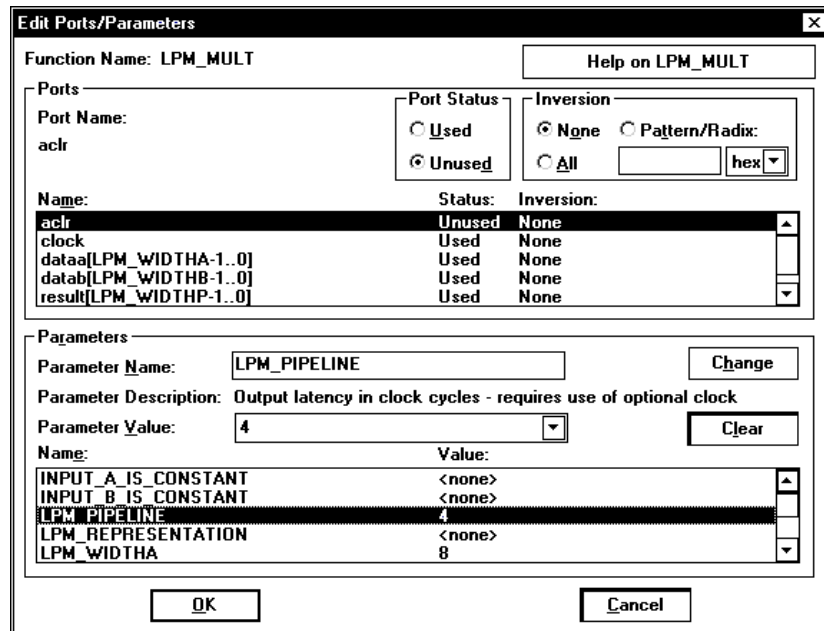 Edit Ports/Parameters
Function Name: LPM_MULT
Help on LPM_MULT
Ports
Port Name:
aclr
Port Status
Used
Unused
Inversion
None Pattern/Radix:
All hex
Name: Status: Inversion:
aclr Unused None
clock Used None
dataa[LPM_WIDTHA-1..0] Used None
datab[LPM_WIDTHB-1..0] Used None
result[LPM_WIDTHP-1..0] Used None
Parameters
Parameter Name: LPM_PIPELINE
Change
Parameter Description: Output latency in clock cycles - requires use of optional clock
Parameter Value: 4
Clear
Name: Value:
INPUT_A_IS_CONSTANT <none>
INPUT_B_IS_CONSTANT <none>
LPM_PIPELINE 4
LPM_REPRESENTATION <none>
LPM_WIDTHA 8
OK Cancel